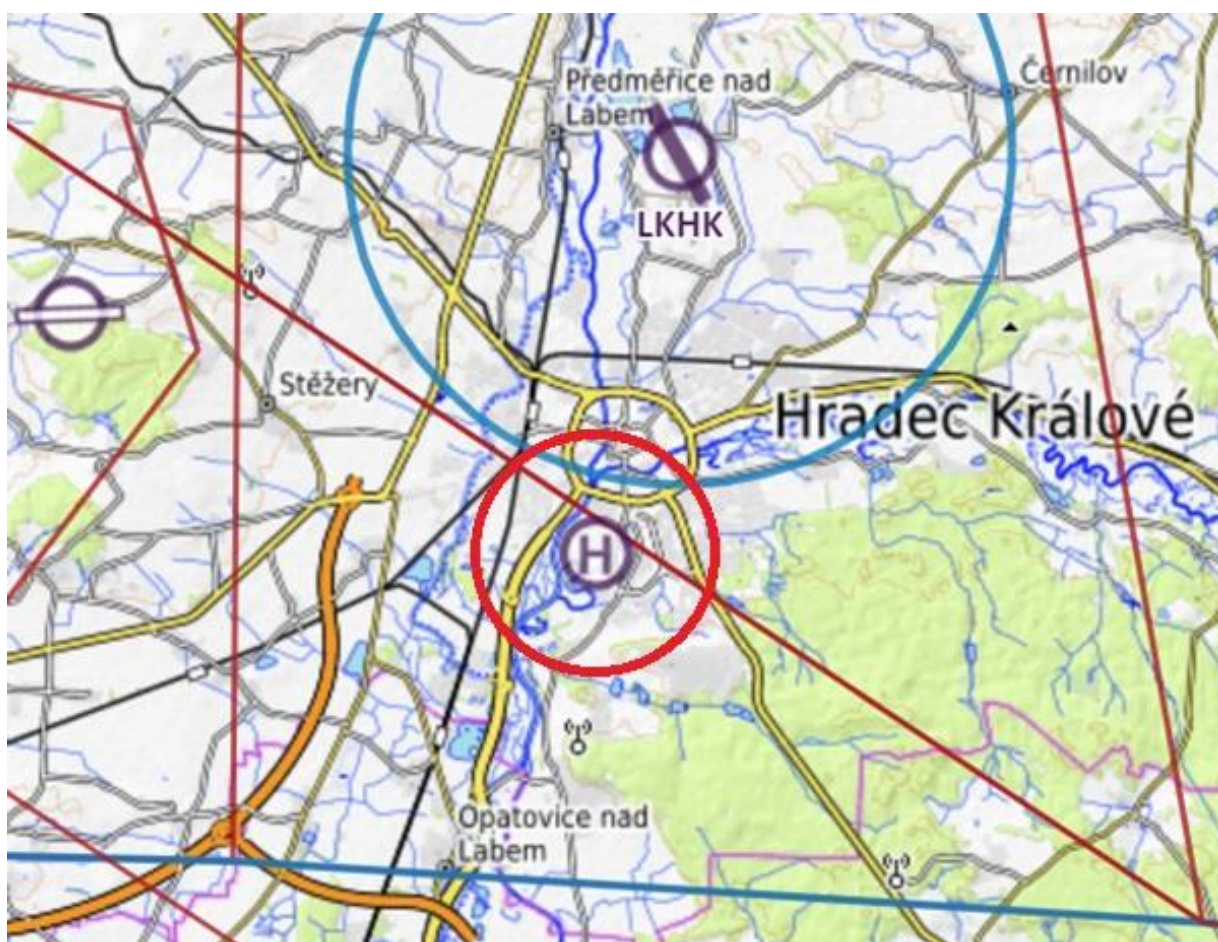 Předměřice nad
Labem
Černilov
LKHK
Stěžery
Hradec Králové
H
Opatovice nad
Labem